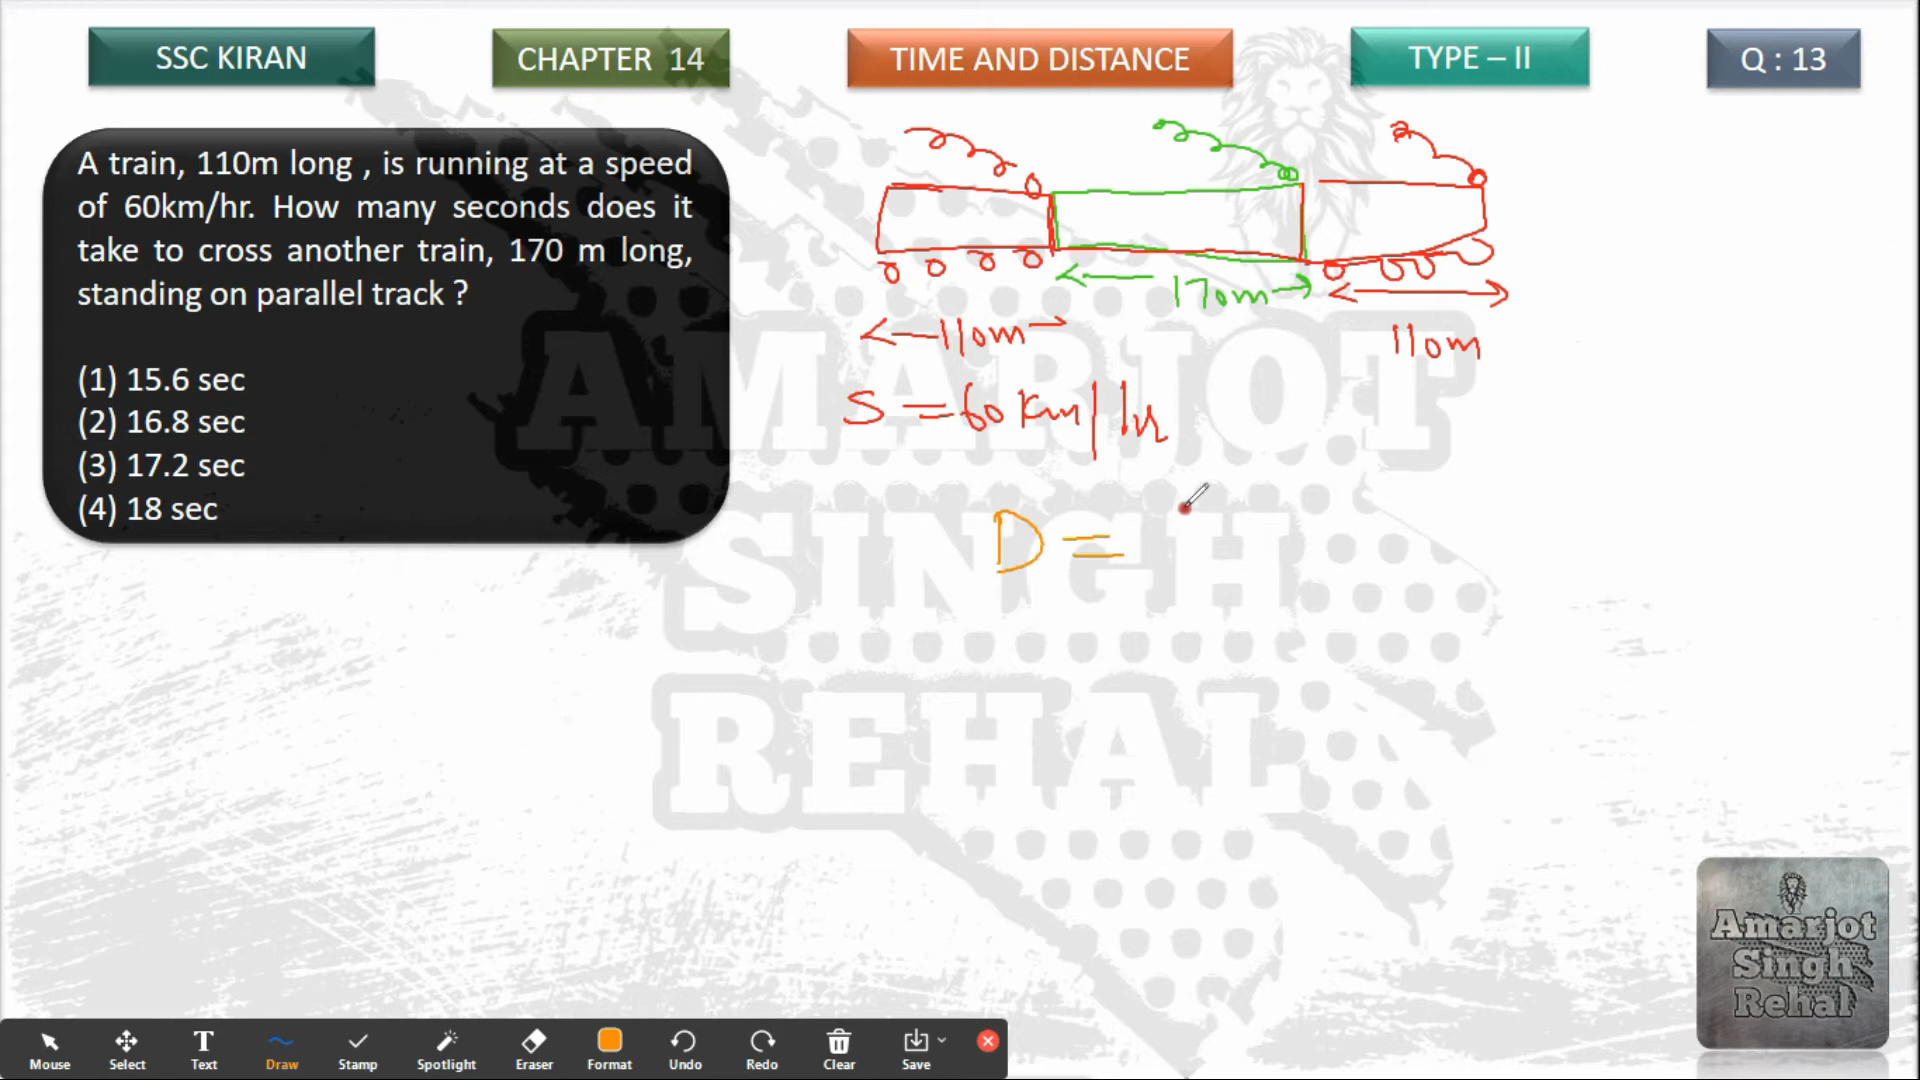 SSC KIRAN
CHAPTER 14
TIME AND DISTANCE
TYPE – II
Q : 13
A train, 110m long , is running at a speed
of 60km/hr. How many seconds does it
take to cross another train, 170 m long,
standing on parallel track ?
(1) 15.6 sec
(2) 16.8 sec
(3) 17.2 sec
(4) 18 sec
170m
110m
110m
S = 60 km/hr
D =
AMARJOT
SINGH
REHAL
Amarjot
Singh
Rehal
Mouse
Select
Text
Draw
Stamp
Spotlight
Eraser
Format
Undo
Redo
Clear
Save